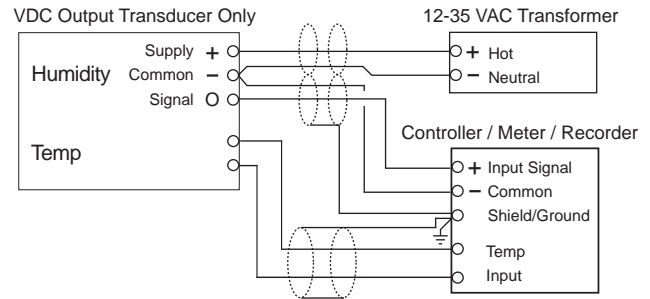 VDC Output Transducer Only
12-35 VAC Transformer
Humidity
Supply +
Common −
Signal O
Temp
+ Hot
− Neutral
Controller / Meter / Recorder
+ Input Signal
− Common
Shield/Ground
Temp
Input